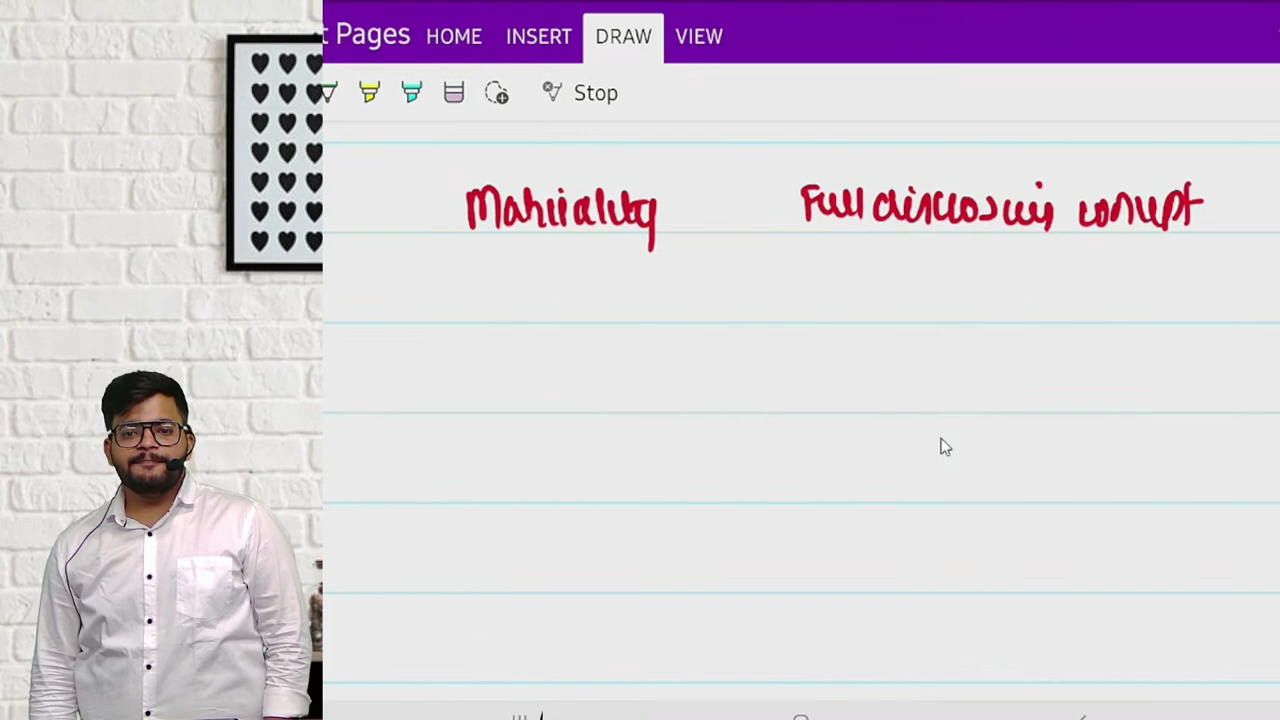 t Pages HOME INSERT DRAW VIEW
Stop
Materiality Full disclosure concept